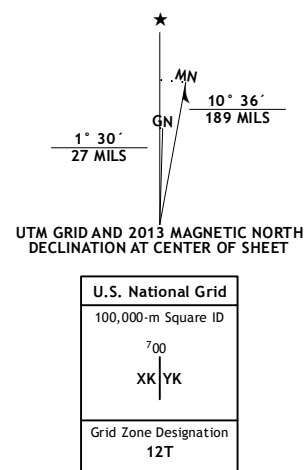 ★
MN
GN
10° 36´
189 MILS
1° 30´
27 MILS
UTM GRID AND 2013 MAGNETIC NORTH
DECLINATION AT CENTER OF SHEET
U.S. National Grid
100,000-m Square ID
⁷00
XK YK
Grid Zone Designation
12T